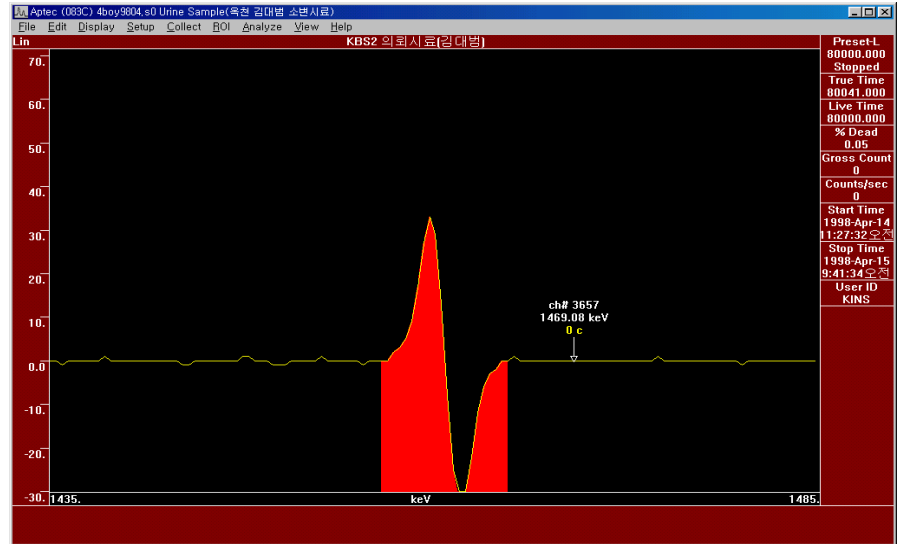 Aptec (083C) 4boy9804.s0 Urine Sample(옥천 김대범 소변시료)
File Edit Display Setup Collect ROI Analyze View Help
Lin
KBS2 의뢰시료(김대범)
Preset-L
80000.000
Stopped
True Time
80041.000
Live Time
80000.000
% Dead
0.05
Gross Count
0
Counts/sec
0
Start Time
1998-Apr-14
11:27:32오전
Stop Time
1998-Apr-15
9:41:34오전
User ID
KINS
70.
60.
50.
40.
30.
20.
10.
0.0
-10.
-20.
-30.
ch# 3657
1469.08 keV
0 c
1435.
keV
1485.